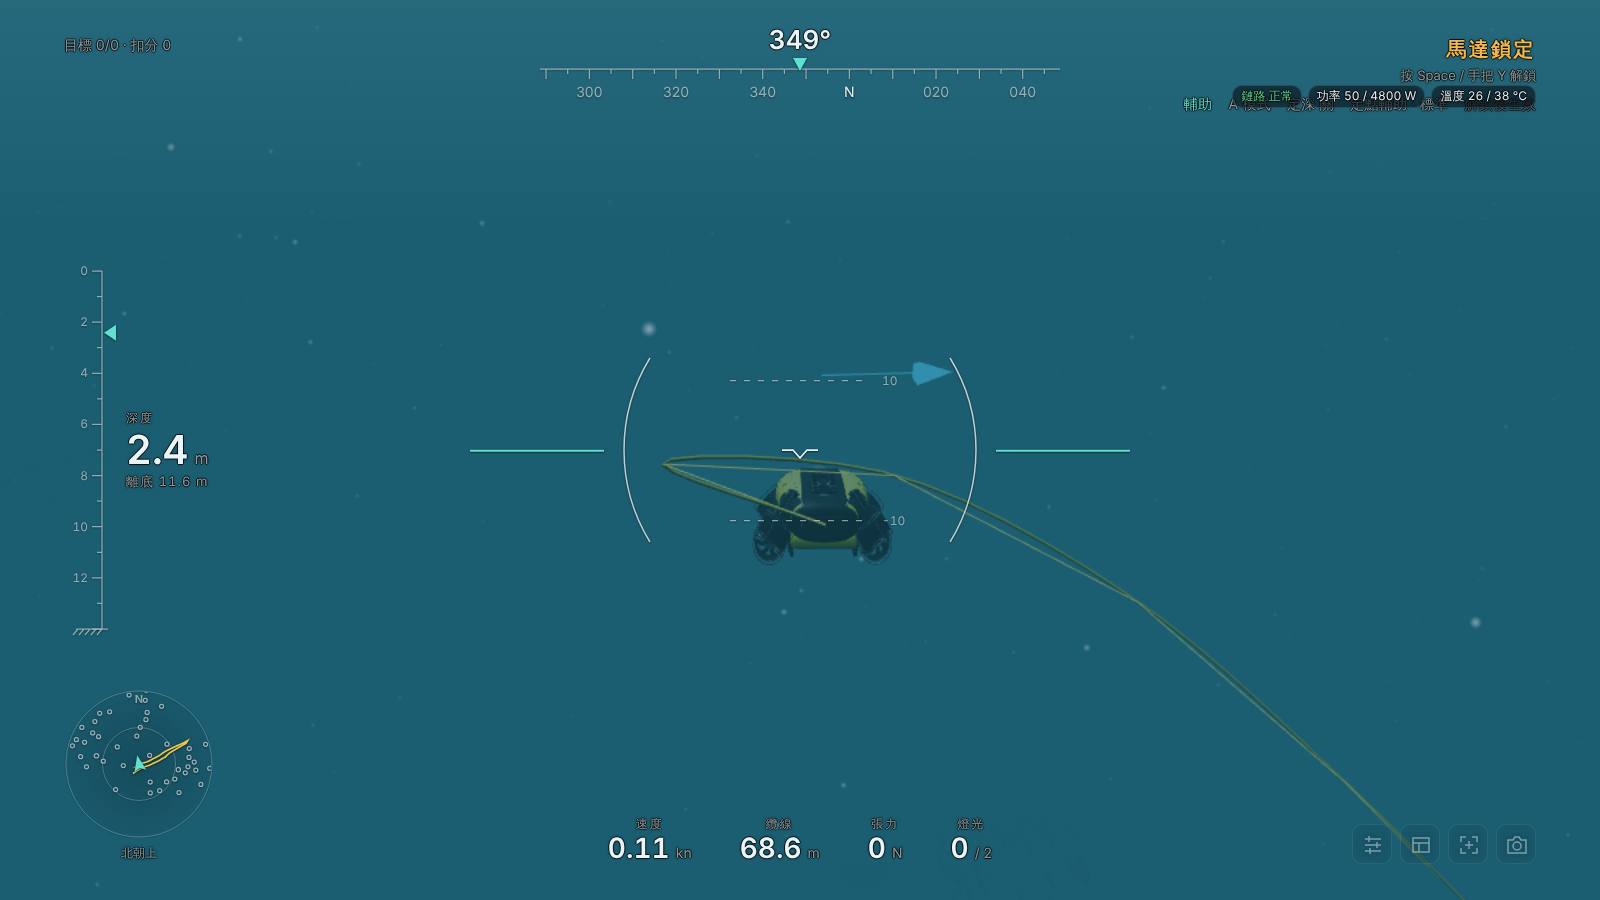 目標 0/0 · 扣分 0
349°
300 320 340 N 020 040
馬達鎖定
按 Space / 手把 Y 解鎖
鏈路 正常 功率 50 / 4800 W 溫度 26 / 38 °C
輔助
0
2
4
6
8
10
12
深度
2.4 m
離底 11.6 m
10
-10
N
北朝上
速度 纜線 張力 燈光
0.11 kn 68.6 m 0 N 0 / 2